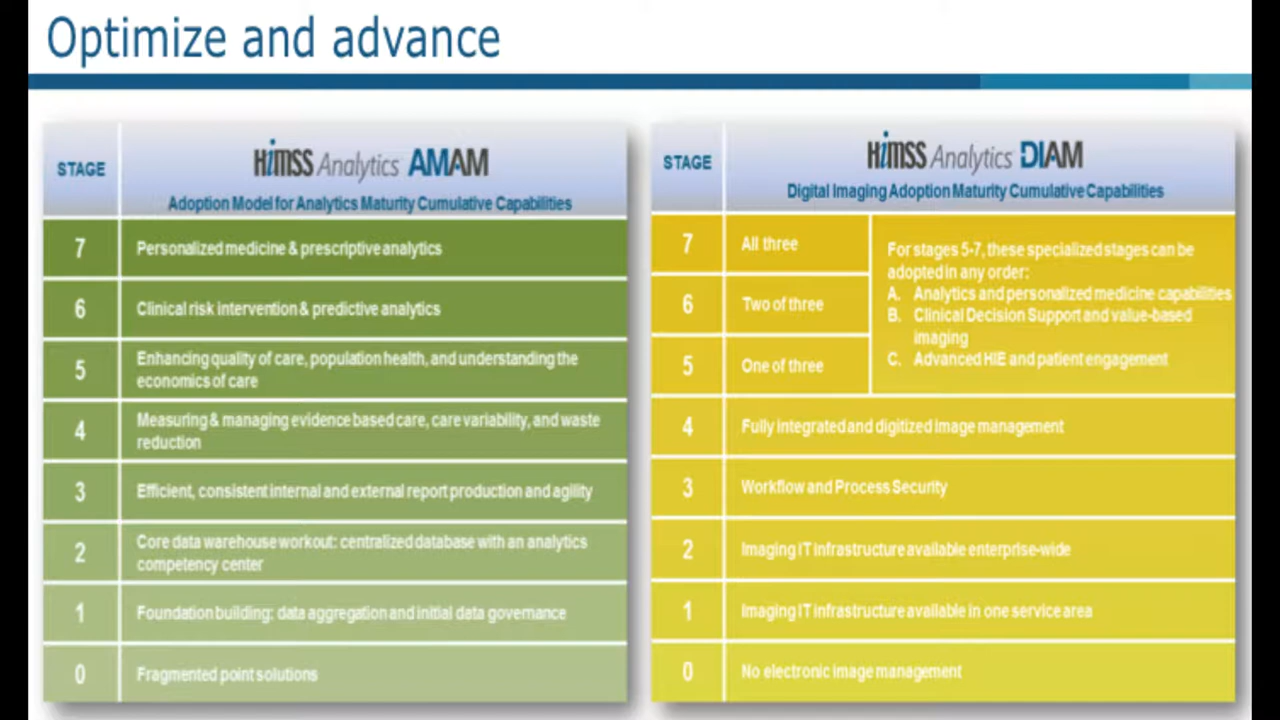 Optimize and advance
STAGE
HiMSS Analytics AMAM
Adoption Model for Analytics Maturity Cumulative Capabilities
7
Personalized medicine & prescriptive analytics
6
Clinical risk intervention & predictive analytics
5
Enhancing quality of care, population health, and understanding the
economics of care
4
Measuring & managing evidence based care, care variability, and waste
reduction
3
Efficient, consistent internal and external report production and agility
2
Core data warehouse workout: centralized database with an analytics
competency center
1
Foundation building: data aggregation and initial data governance
0
Fragmented point solutions
STAGE
HiMSS Analytics DIAM
Digital Imaging Adoption Maturity Cumulative Capabilities
7
All three
6
Two of three
5
One of three
For stages 5-7, these specialized stages can be
adopted in any order:
A. Analytics and personalized medicine capabilities
B. Clinical Decision Support and value-based
imaging
C. Advanced HIE and patient engagement
4
Fully integrated and digitized image management
3
Workflow and Process Security
2
Imaging IT infrastructure available enterprise-wide
1
Imaging IT infrastructure available in one service area
0
No electronic image management